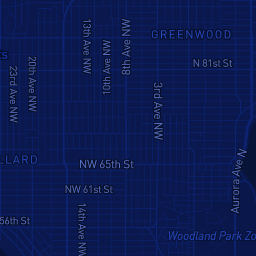 GREENWOOD
13th Ave NW
8th Ave NW
10th Ave NW
20th Ave NW
23rd Ave NW
N 81st St
3rd Ave NW
LLARD
NW 65th St
NW 61st St
Aurora Ave N
14th Ave NW
56th St
Woodland Park Zo